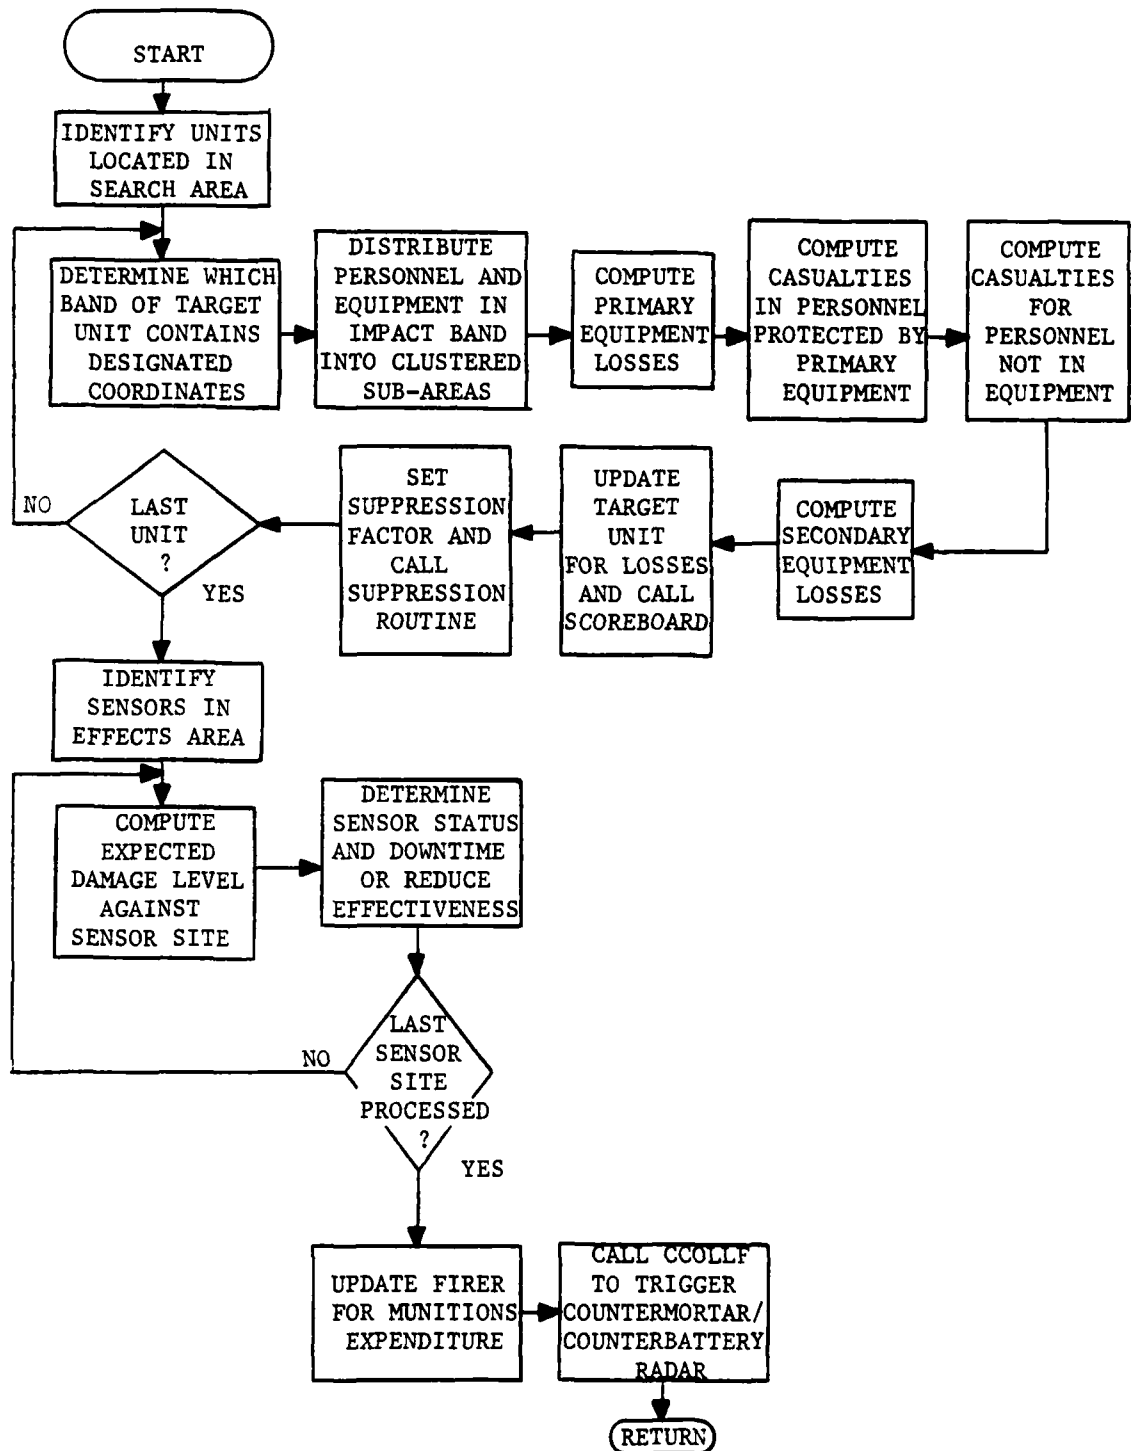 START
IDENTIFY UNITS
LOCATED IN
SEARCH AREA
DETERMINE WHICH
BAND OF TARGET
UNIT CONTAINS
DESIGNATED
COORDINATES
DISTRIBUTE
PERSONNEL AND
EQUIPMENT IN
IMPACT BAND
INTO CLUSTERED
SUB-AREAS
COMPUTE
PRIMARY
EQUIPMENT
LOSSES
COMPUTE
CASUALTIES
IN PERSONNEL
PROTECTED BY
PRIMARY
EQUIPMENT
COMPUTE
CASUALTIES
FOR
PERSONNEL
NOT IN
EQUIPMENT
COMPUTE
SECONDARY
EQUIPMENT
LOSSES
UPDATE
TARGET
UNIT
FOR LOSSES
AND CALL
SCOREBOARD
SET
SUPPRESSION
FACTOR AND
CALL
SUPPRESSION
ROUTINE
LAST
UNIT
?
NO
YES
IDENTIFY
SENSORS IN
EFFECTS AREA
COMPUTE
EXPECTED
DAMAGE LEVEL
AGAINST
SENSOR SITE
DETERMINE
SENSOR STATUS
AND DOWNTIME
OR REDUCE
EFFECTIVENESS
LAST
SENSOR
SITE
PROCESSED
?
NO
YES
UPDATE FIRER
FOR MUNITIONS
EXPENDITURE
CALL CCOLLF
TO TRIGGER
COUNTERMORTAR/
COUNTERBATTERY
RADAR
RETURN